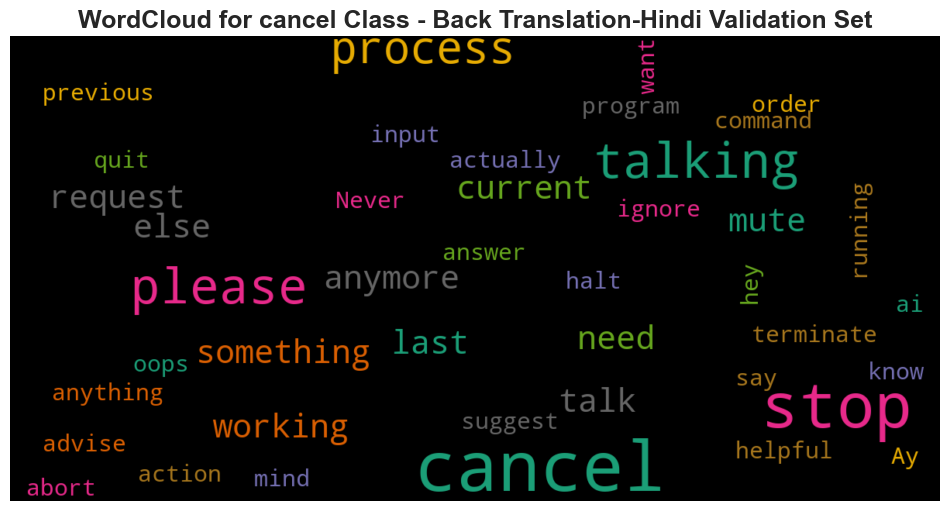 WordCloud for cancel Class - Back Translation-Hindi Validation Set
process
want
previous
program
order
command
input
quit
actually
talking
request
current
Never
ignore
mute
else
running
answer
please
anymore
halt
hey
ai
something
last
need
terminate
oops
know
anything
say
talk
stop
working
suggest
advise
helpful
Ay
cancel
action
mind
abort